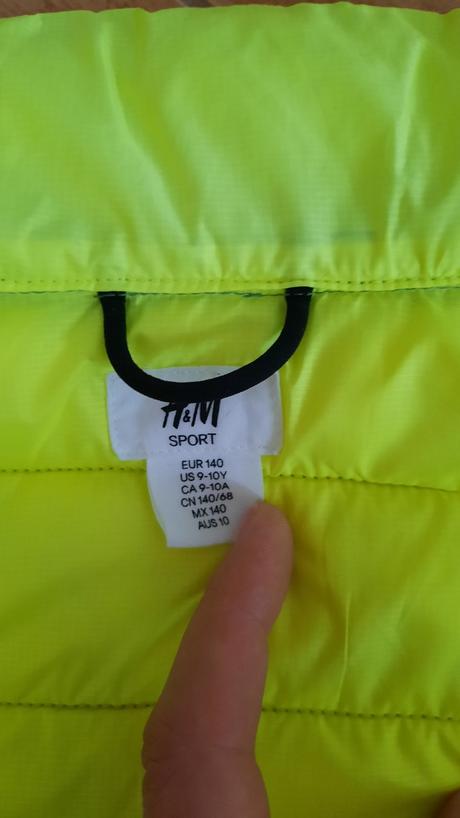 H&M
SPORT
EUR 140
US 9-10Y
CA 9-10A
CN 140/68
MX 140
AUS 10